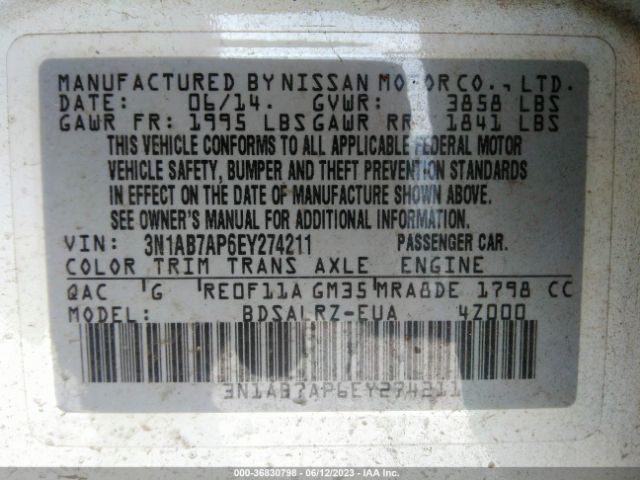 MANUFACTURED BY NISSAN MOTOR CO., LTD.
DATE: 06/14. GVWR: 3858 LBS
GAWR FR: 1995 LBS GAWR RR: 1841 LBS
THIS VEHICLE CONFORMS TO ALL APPLICABLE FEDERAL MOTOR
VEHICLE SAFETY, BUMPER AND THEFT PREVENTION STANDARDS
IN EFFECT ON THE DATE OF MANUFACTURE SHOWN ABOVE.
SEE OWNER'S MANUAL FOR ADDITIONAL INFORMATION.
VIN: 3N1AB7AP6EY274211 PASSENGER CAR.
COLOR TRIM TRANS AXLE ENGINE
QAC G RE0F11A GM35 MRA8DE 1798 CC
MODEL: BDSALRZ-EUA 4Z000
3N1AB7AP6EY274211
000-36830798 - 06/12/2023 - IAA Inc.